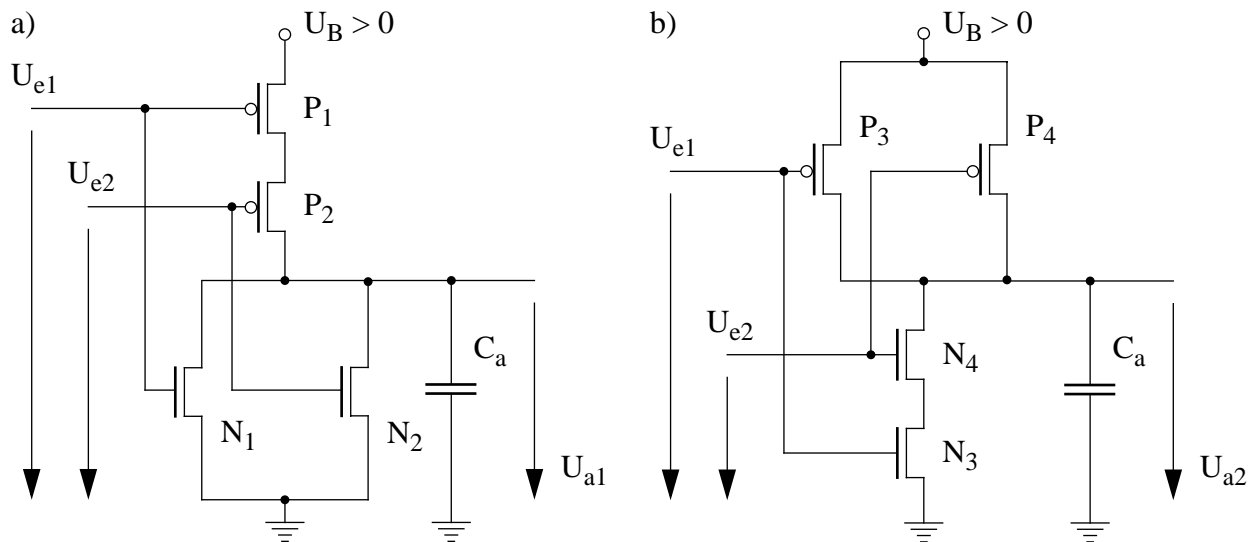 a)
U_B > 0
U_e1
P_1
U_e2
P_2
C_a
N_1
N_2
U_a1
b)
U_B > 0
P_3
P_4
U_e1
U_e2
N_4
C_a
N_3
U_a2